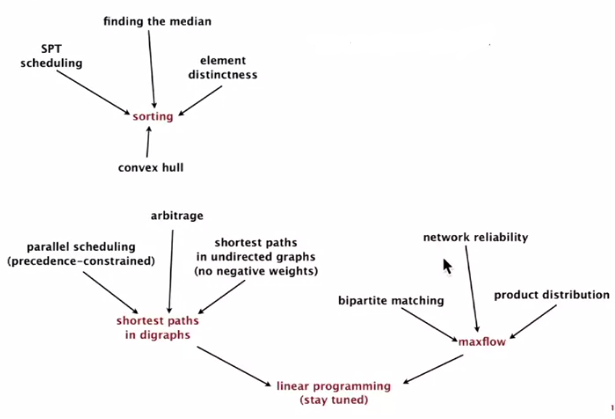 finding the median
SPT
scheduling
element
distinctness
sorting
convex hull
arbitrage
parallel scheduling
(precedence-constrained)
shortest paths
in undirected graphs
(no negative weights)
network reliability
bipartite matching
product distribution
shortest paths
in digraphs
maxflow
linear programming
(stay tuned)
1